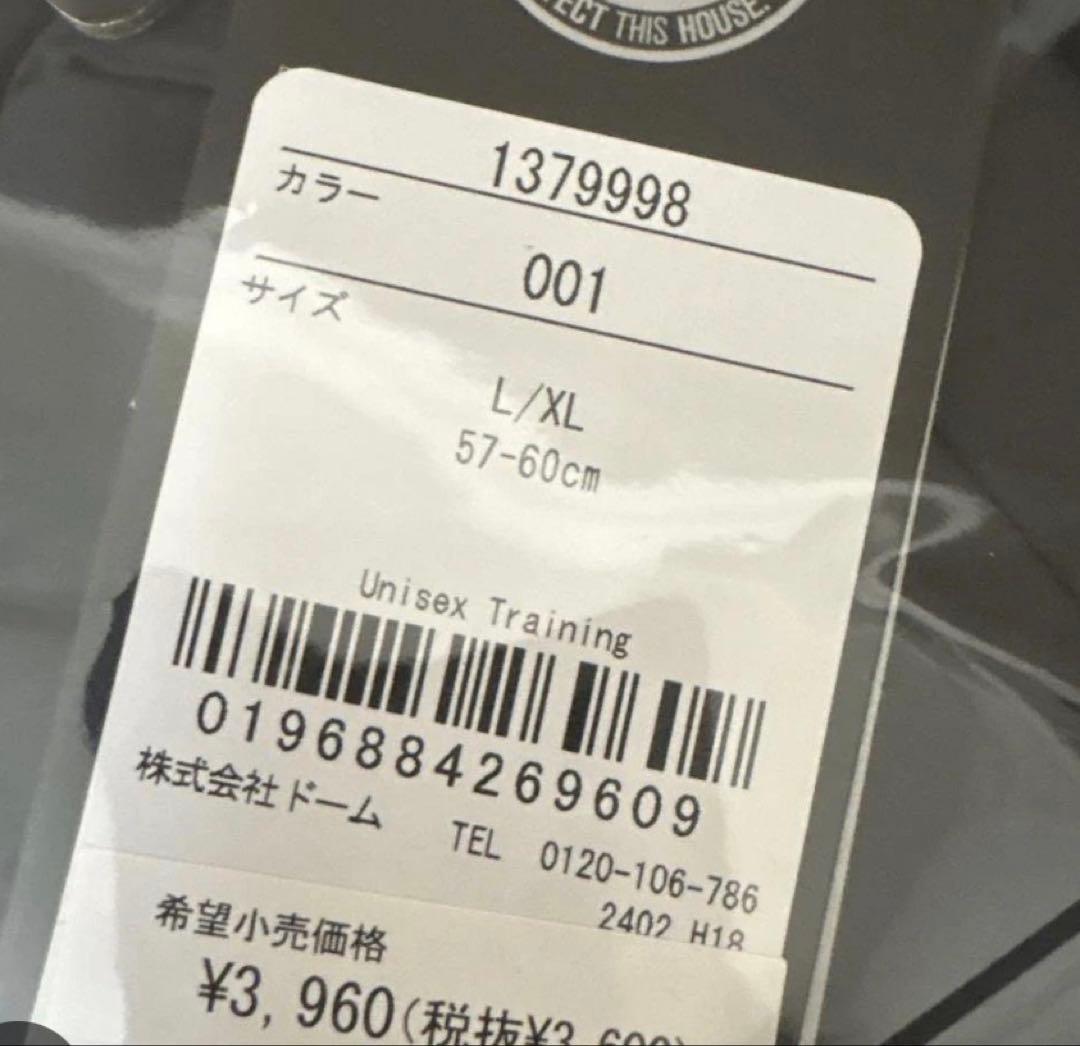 THIS HOUSE.
1379998
カラー
001
サイズ
L/XL
57-60cm
Unisex Training
0196884269609
株式会社ドーム
TEL 0120-106-786
2402 H18
希望小売価格
¥3,960(税抜¥3,600)